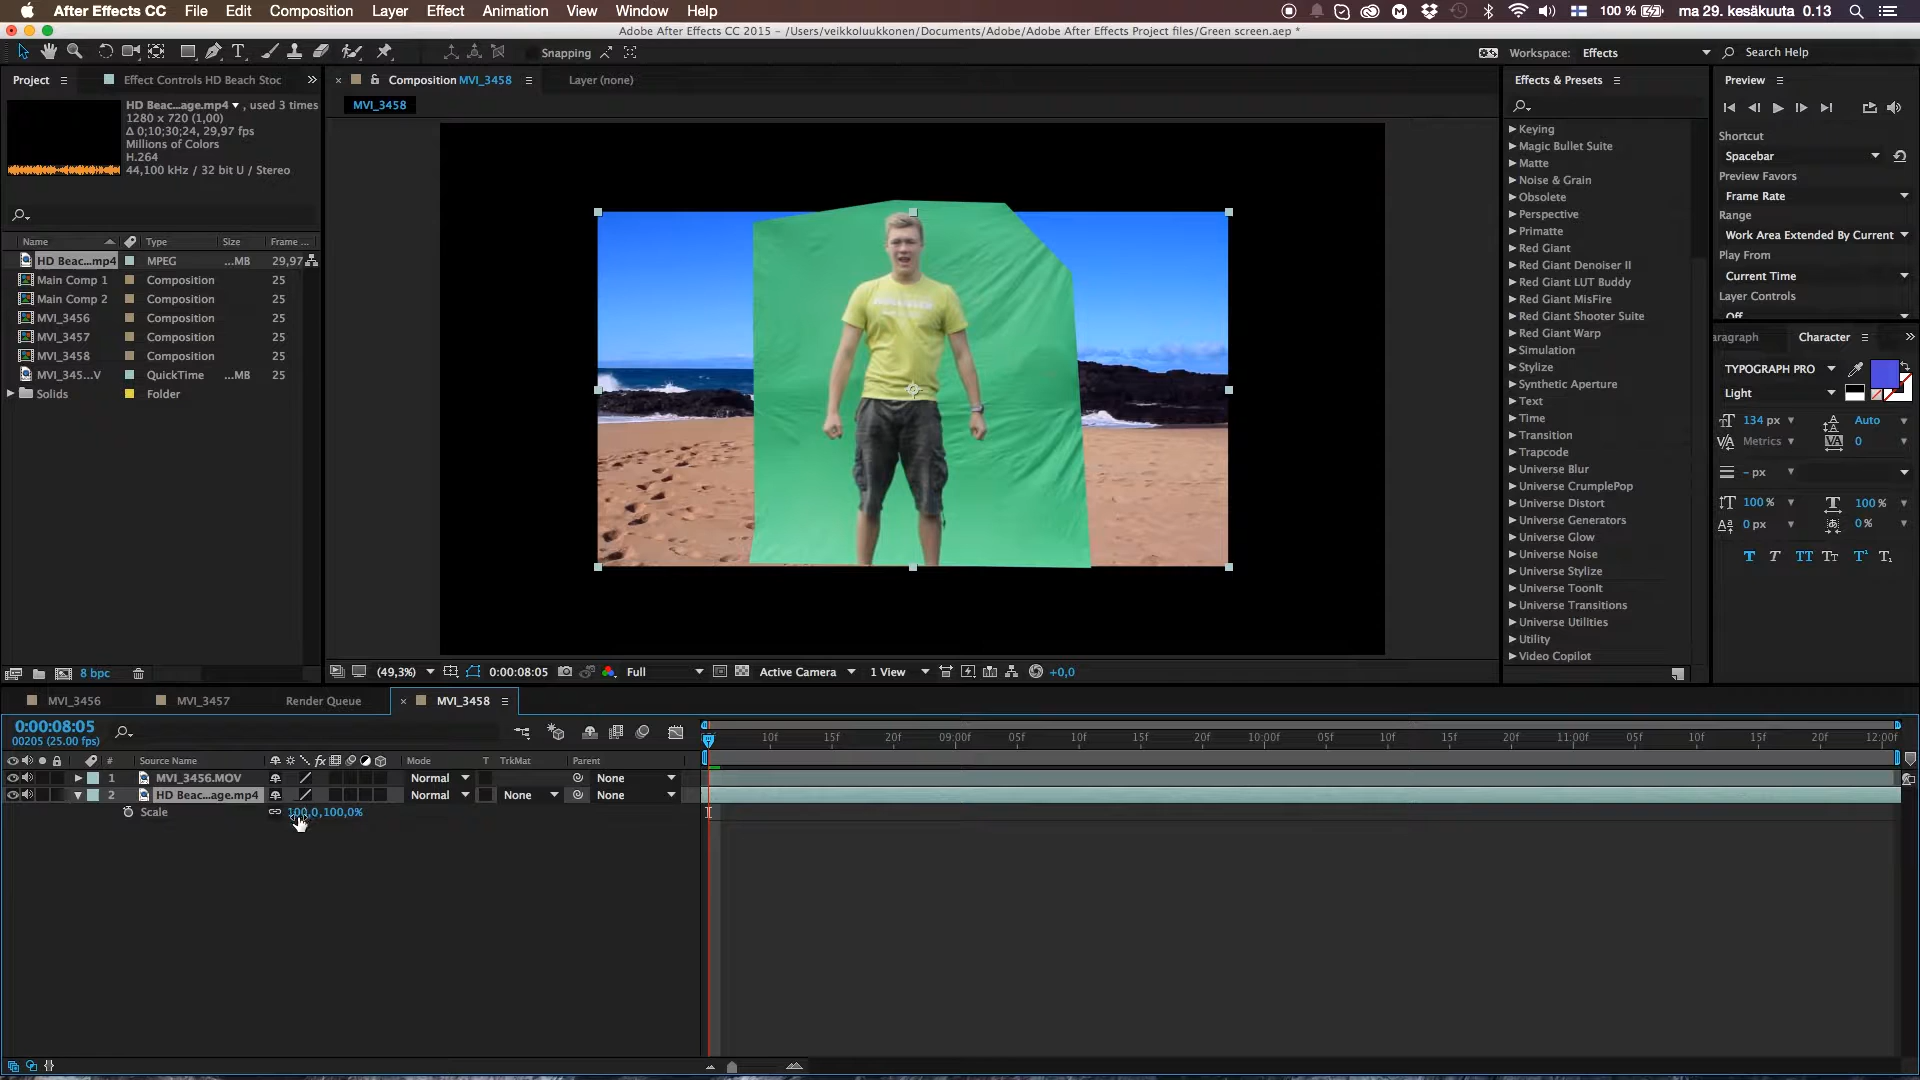 After Effects CC File Edit Composition Layer Effect Animation View Window Help 100 % ma 29. kesäkuuta 0.13
Adobe After Effects CC 2015 – /Users/veikkoluukkonen/Documents/Adobe/Adobe After Effects Project files/Green screen.aep *
T Snapping Workspace: Effects Search Help
Project Effect Controls HD Beach Stoc
Composition MVI_3458 Layer (none)
MVI_3458
HD Beac...age.mp4 , used 3 times
1280 x 720 (1,00)
Δ 0;10;30;24, 29,97 fps
Millions of Colors
H.264
44,100 kHz / 32 bit U / Stereo
Name Type Size Frame ...
HD Beac...mp4 MPEG ...MB 29,97
Main Comp 1 Composition 25
Main Comp 2 Composition 25
MVI_3456 Composition 25
MVI_3457 Composition 25
MVI_3458 Composition 25
MVI_345...V QuickTime ...MB 25
Solids Folder
8 bpc
(49,3%) 0:00:08:05 Full Active Camera 1 View +0,0
Effects & Presets
Keying
Magic Bullet Suite
Matte
Noise & Grain
Obsolete
Perspective
Primatte
Red Giant
Red Giant Denoiser II
Red Giant LUT Buddy
Red Giant MisFire
Red Giant Shooter Suite
Red Giant Warp
Simulation
Stylize
Synthetic Aperture
Text
Time
Transition
Trapcode
Universe Blur
Universe CrumplePop
Universe Distort
Universe Generators
Universe Glow
Universe Noise
Universe Stylize
Universe ToonIt
Universe Transitions
Universe Utilities
Utility
Video Copilot
Preview
Shortcut
Spacebar
Preview Favors
Frame Rate
Range
Work Area Extended By Current
Play From
Current Time
Layer Controls
Off
aragraph Character
TYPOGRAPH PRO
Light
134 px Auto
Metrics 0
– px
100 % 100 %
0 px 0 %
T T TT Tt T¹ T₁
MVI_3456 MVI_3457 Render Queue MVI_3458
0:00:08:05
00205 (25.00 fps)
10f 15f 20f 09:00f 05f 10f 15f 20f 10:00f 05f 10f 15f 20f 11:00f 05f 10f 15f 20f 12:00f
# Source Name fx Mode T TrkMat Parent
1 MVI_3456.MOV Normal None
2 HD Beac...age.mp4 Normal None None
Scale 100,0,100,0%